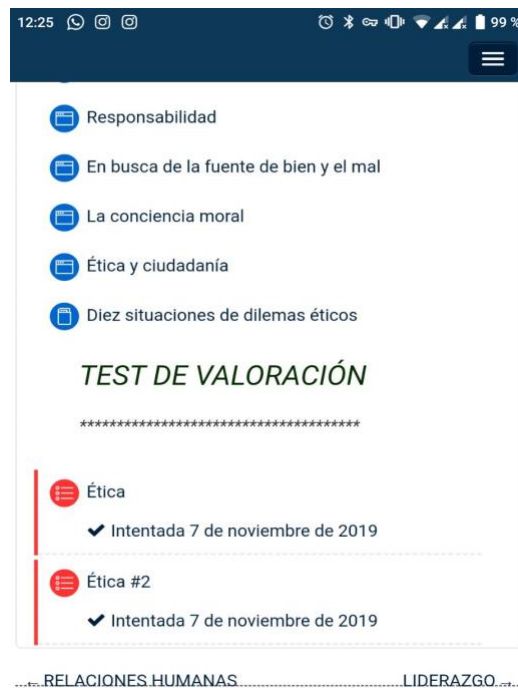 12:25 99 %
Responsabilidad
En busca de la fuente de bien y el mal
La conciencia moral
Ética y ciudadanía
Diez situaciones de dilemas éticos
TEST DE VALORACIÓN
**************************************
Ética
✔ Intentada 7 de noviembre de 2019
Ética #2
✔ Intentada 7 de noviembre de 2019
← RELACIONES HUMANAS LIDERAZGO →